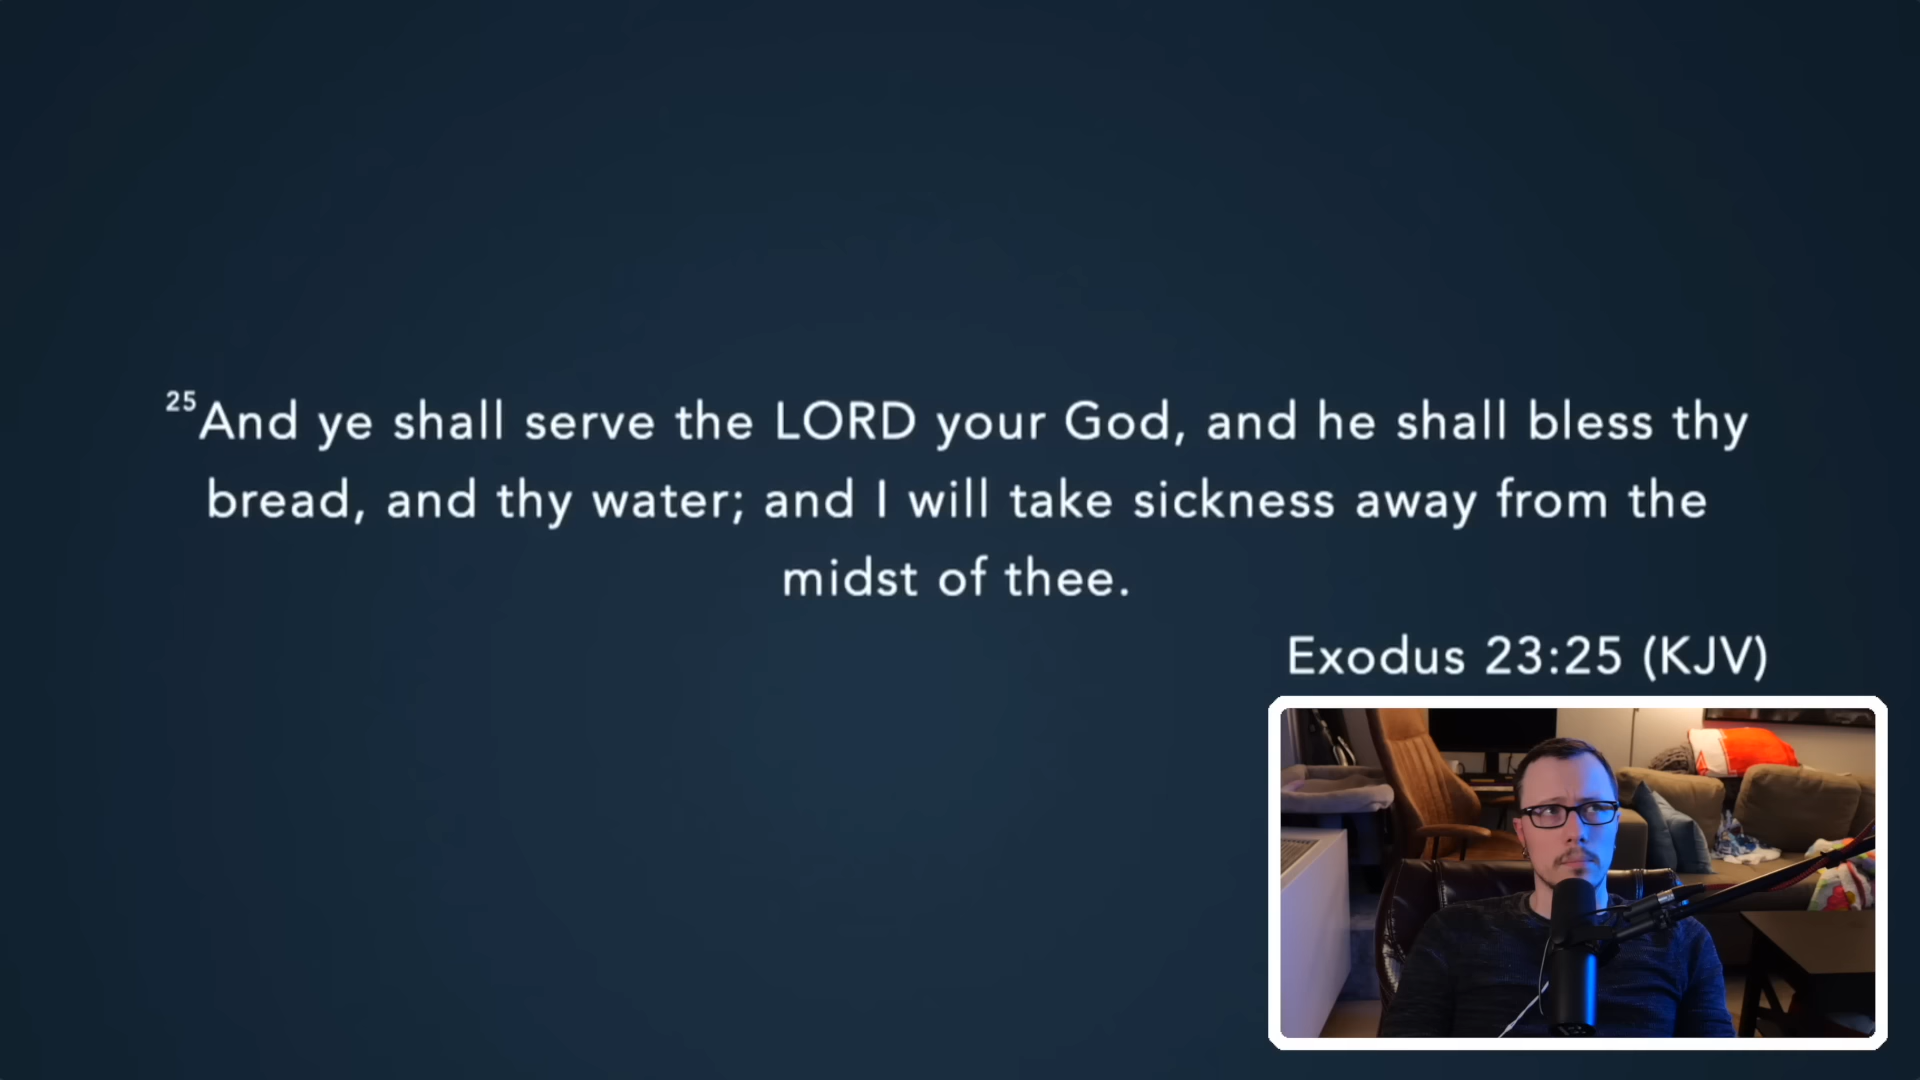 25And ye shall serve the LORD your God, and he shall bless thy
bread, and thy water; and I will take sickness away from the
midst of thee.
Exodus 23:25 (KJV)